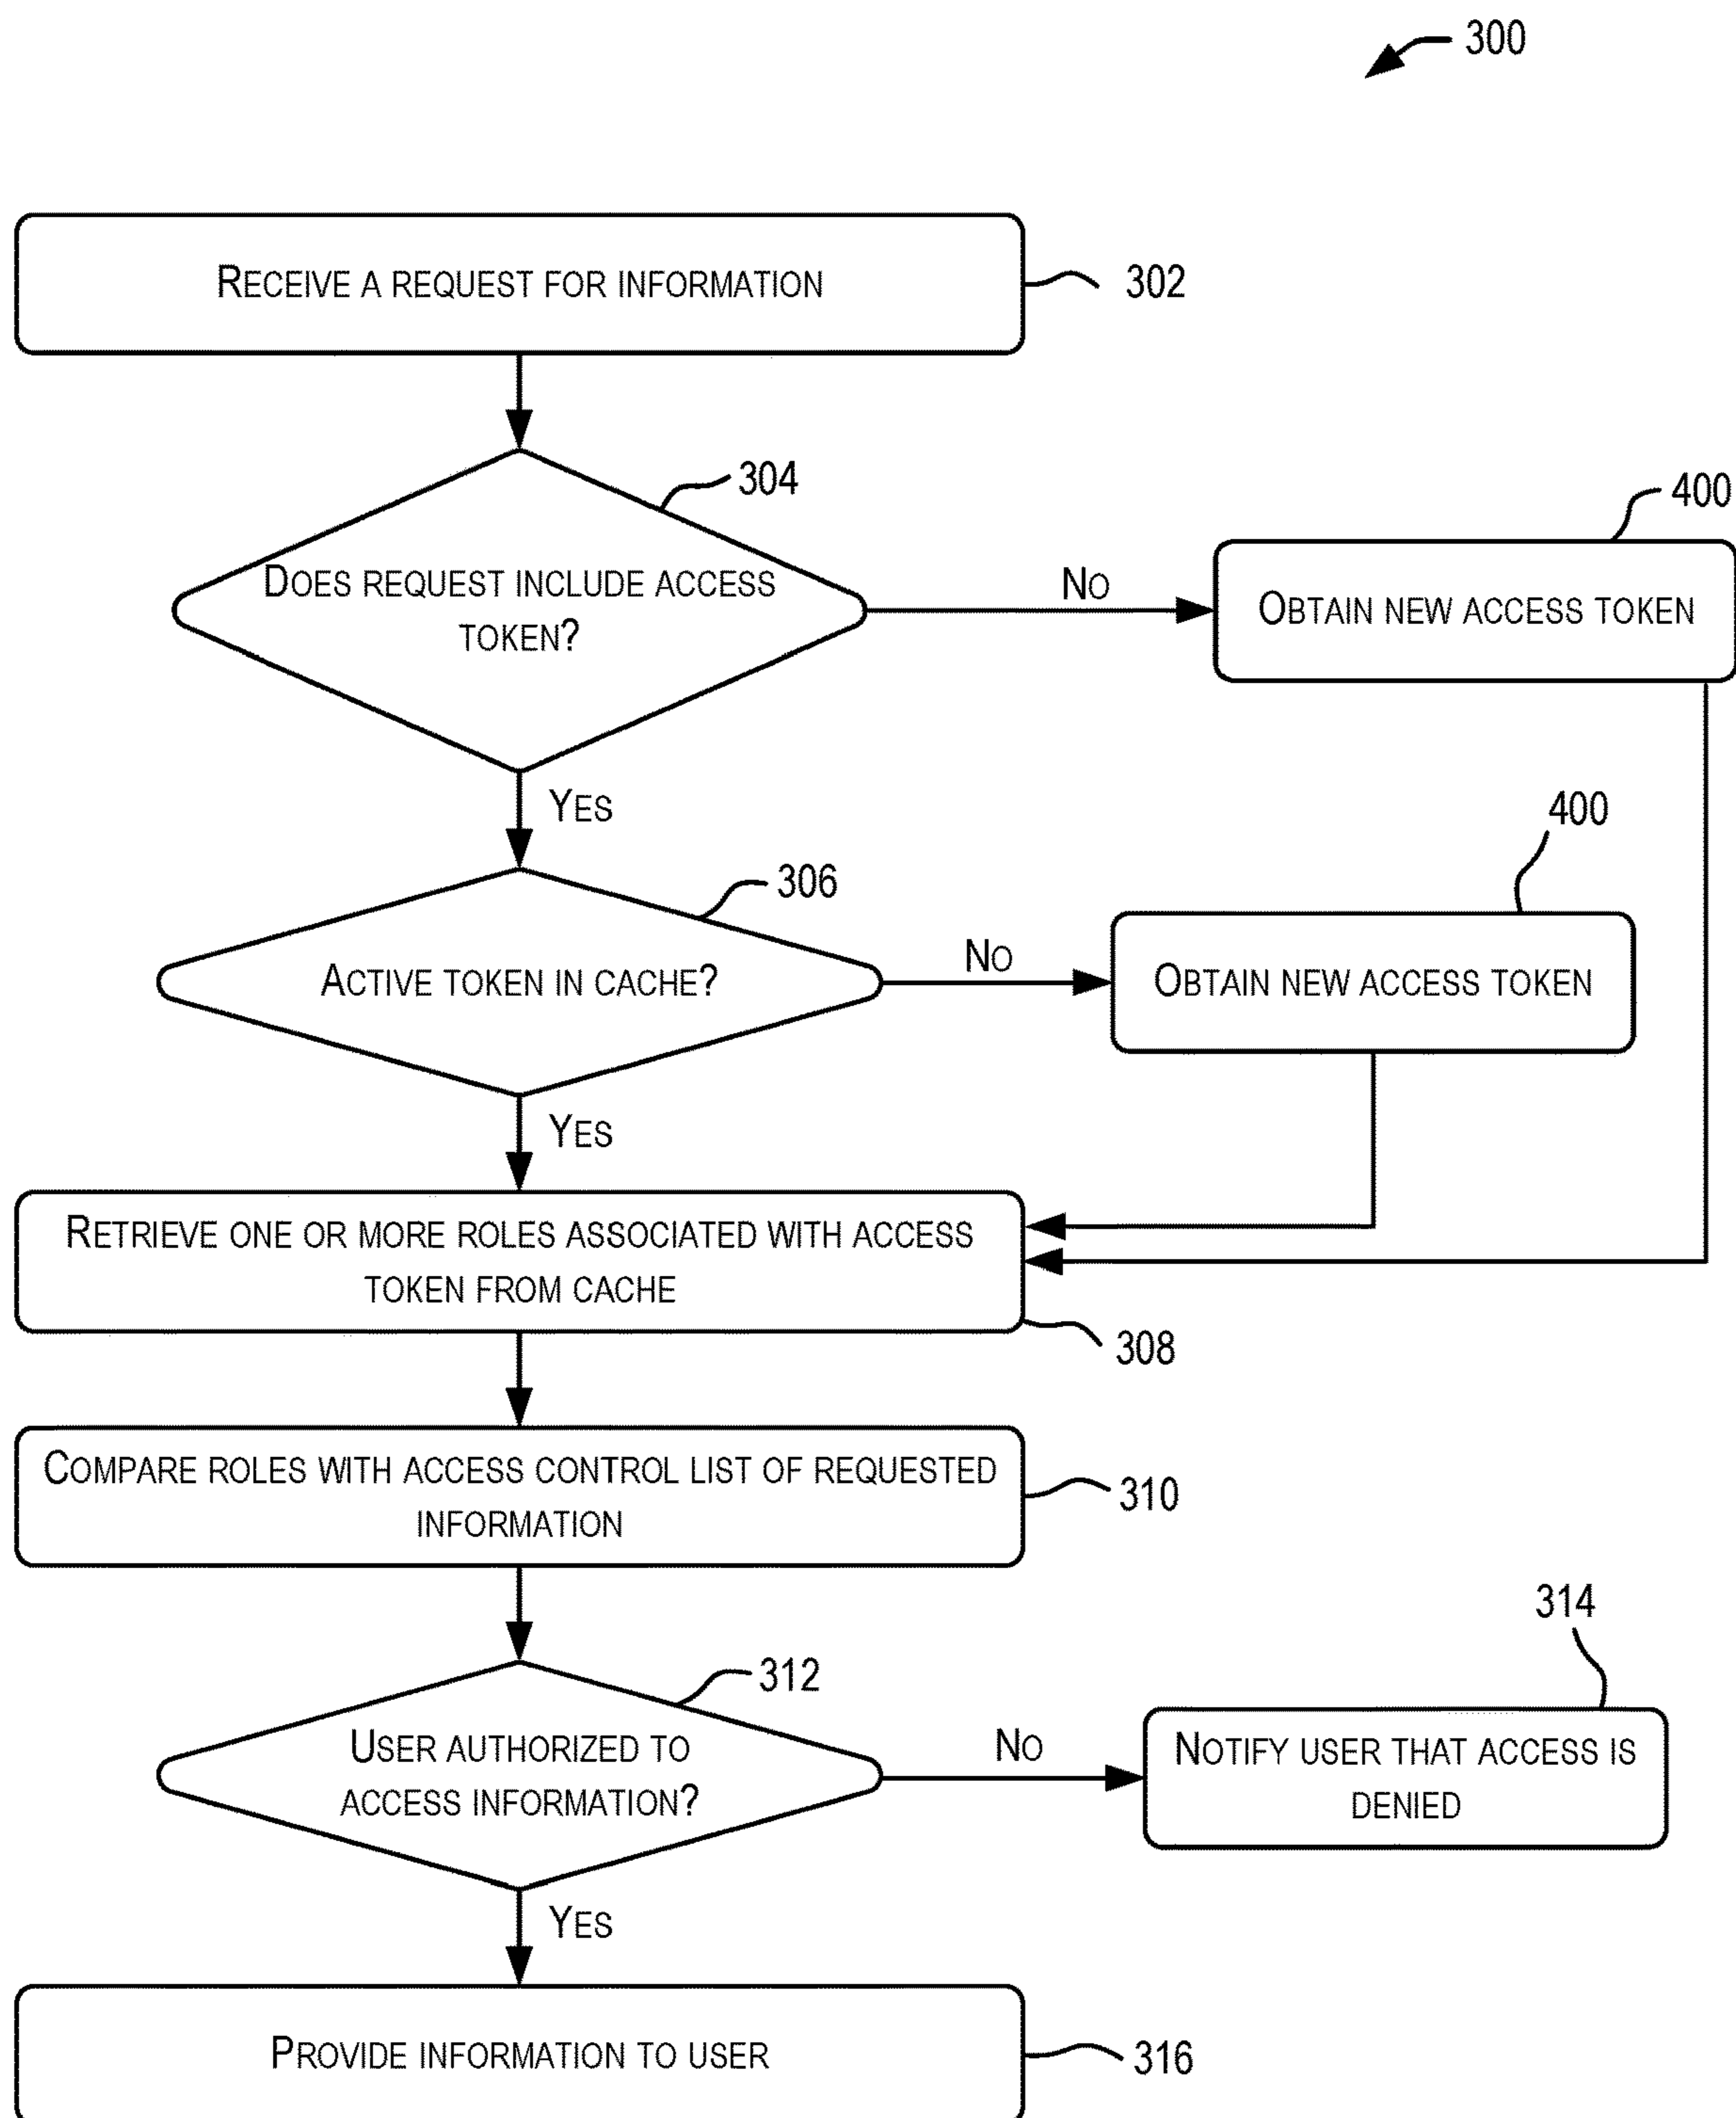 300
RECEIVE A REQUEST FOR INFORMATION
302
304
DOES REQUEST INCLUDE ACCESS
TOKEN?
NO
400
OBTAIN NEW ACCESS TOKEN
YES
306
ACTIVE TOKEN IN CACHE?
NO
400
OBTAIN NEW ACCESS TOKEN
YES
RETRIEVE ONE OR MORE ROLES ASSOCIATED WITH ACCESS
TOKEN FROM CACHE
308
COMPARE ROLES WITH ACCESS CONTROL LIST OF REQUESTED
INFORMATION
310
312
USER AUTHORIZED TO
ACCESS INFORMATION?
NO
314
NOTIFY USER THAT ACCESS IS
DENIED
YES
PROVIDE INFORMATION TO USER
316